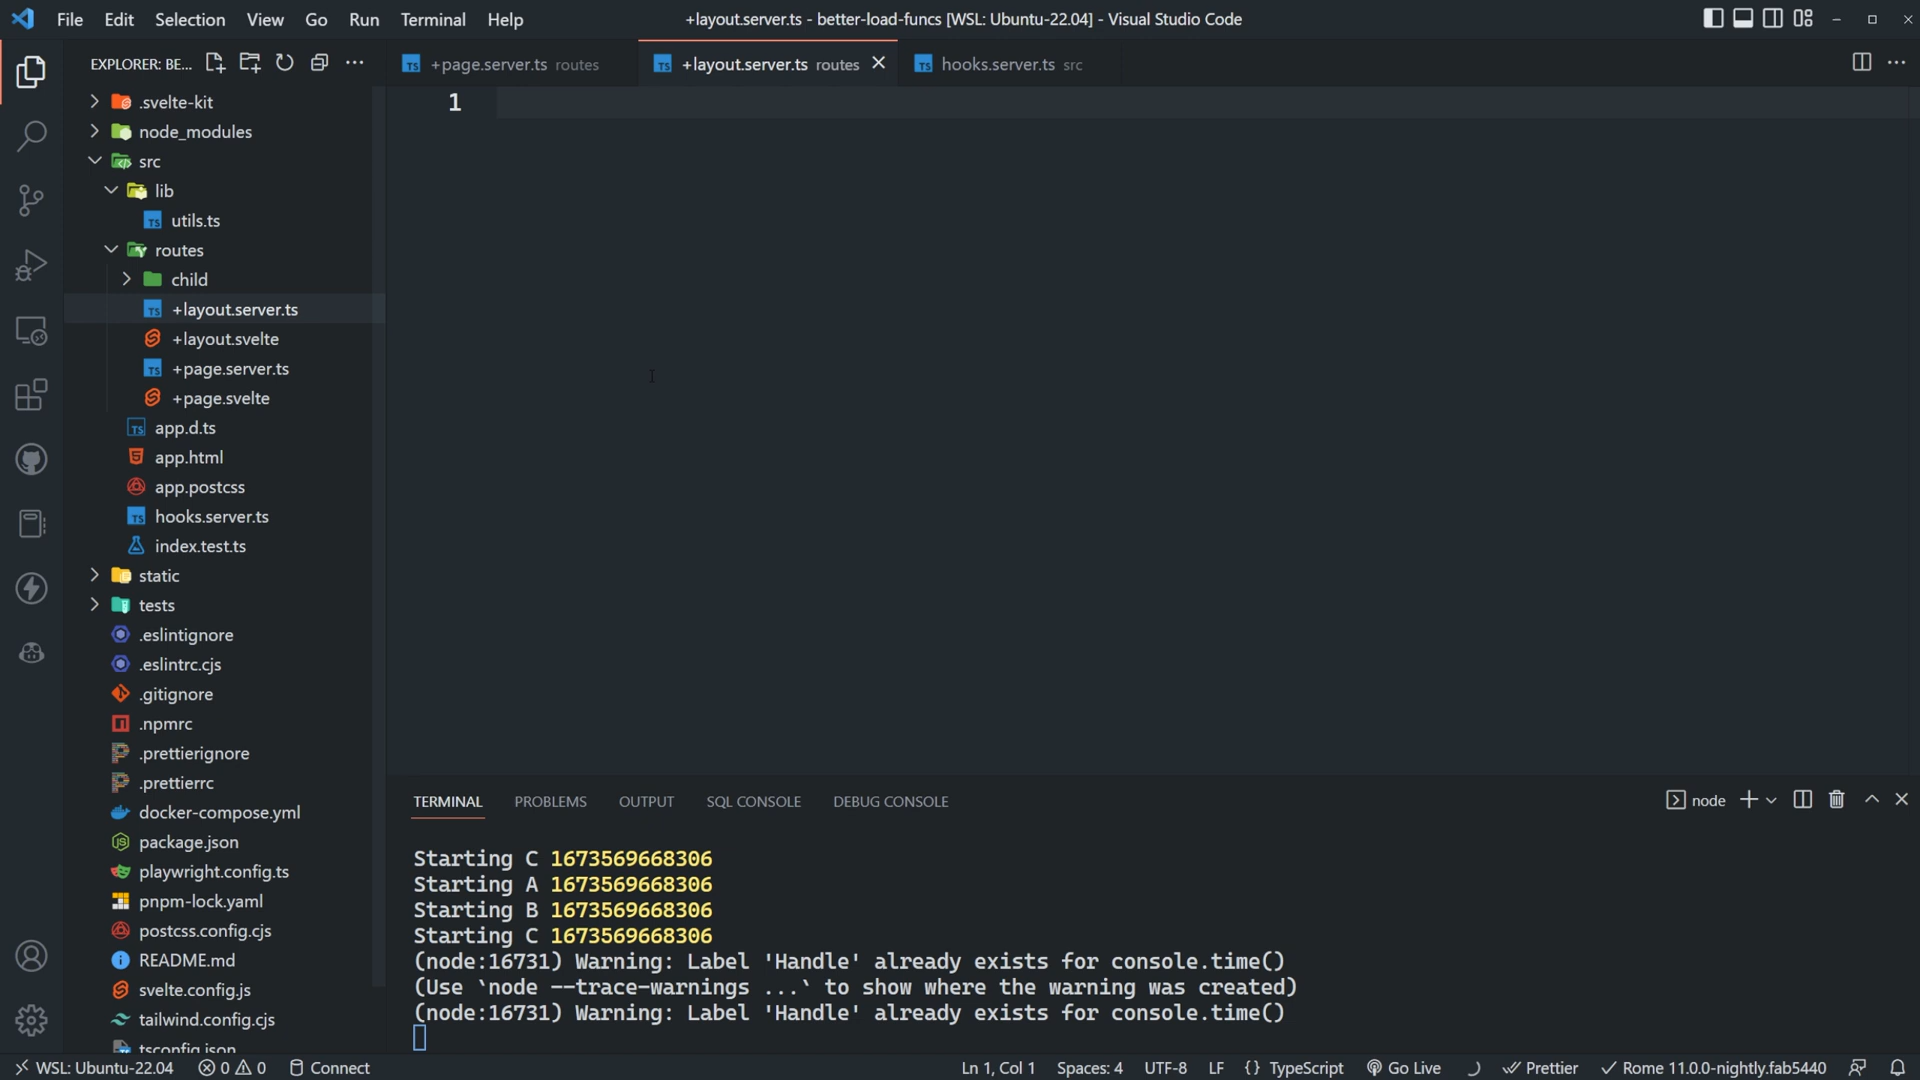 File Edit Selection View Go Run Terminal Help
+layout.server.ts - better-load-funcs [WSL: Ubuntu-22.04] - Visual Studio Code
EXPLORER: BE...
+page.server.ts routes
+layout.server.ts routes
hooks.server.ts src
1
.svelte-kit
node_modules
src
lib
utils.ts
routes
child
+layout.server.ts
+layout.svelte
+page.server.ts
+page.svelte
app.d.ts
app.html
app.postcss
hooks.server.ts
index.test.ts
static
tests
.eslintignore
.eslintrc.cjs
.gitignore
.npmrc
.prettierignore
.prettierrc
docker-compose.yml
package.json
playwright.config.ts
pnpm-lock.yaml
postcss.config.cjs
README.md
svelte.config.js
tailwind.config.cjs
tsconfig.json
TERMINAL PROBLEMS OUTPUT SQL CONSOLE DEBUG CONSOLE
node
Starting C 1673569668306
Starting A 1673569668306
Starting B 1673569668306
Starting C 1673569668306
(node:16731) Warning: Label 'Handle' already exists for console.time()
(Use `node --trace-warnings ...` to show where the warning was created)
(node:16731) Warning: Label 'Handle' already exists for console.time()
WSL: Ubuntu-22.04 0 0 Connect
Ln 1, Col 1 Spaces: 4 UTF-8 LF {} TypeScript Go Live Prettier Rome 11.0.0-nightly.fab5440